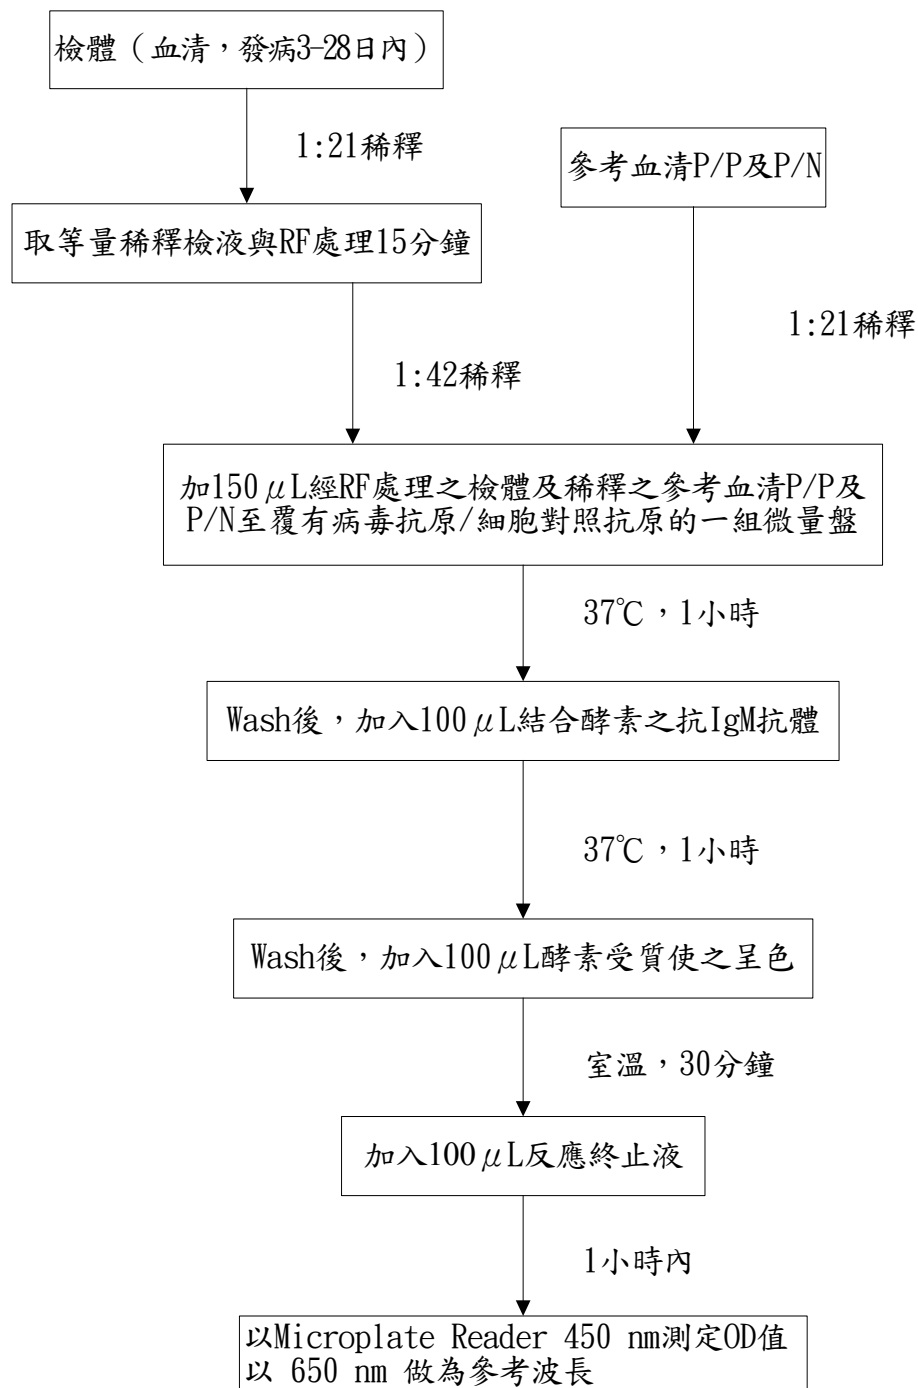 檢體（血清，發病3-28日內）
1:21稀釋
參考血清P/P及P/N
取等量稀釋檢液與RF處理15分鐘
1:21稀釋
1:42稀釋
加150μL經RF處理之檢體及稀釋之參考血清P/P及
P/N至覆有病毒抗原/細胞對照抗原的一組微量盤
37℃，1小時
Wash後，加入100μL結合酵素之抗IgM抗體
37℃，1小時
Wash後，加入100μL酵素受質使之呈色
室溫，30分鐘
加入100μL反應終止液
1小時內
以Microplate Reader 450 nm測定OD值
以 650 nm 做為參考波長